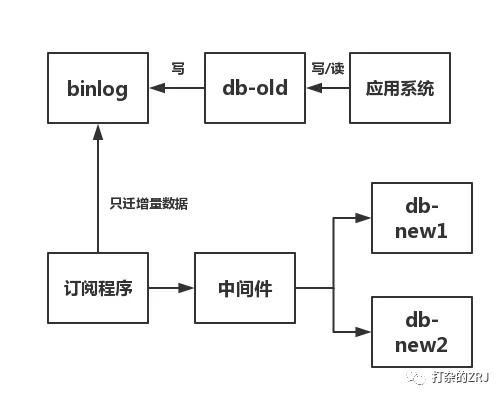 写
写/读
binlog
db-old
应用系统
只迁增量数据
db-
new1
订阅程序
中间件
db-
new2
打杂的ZRJ